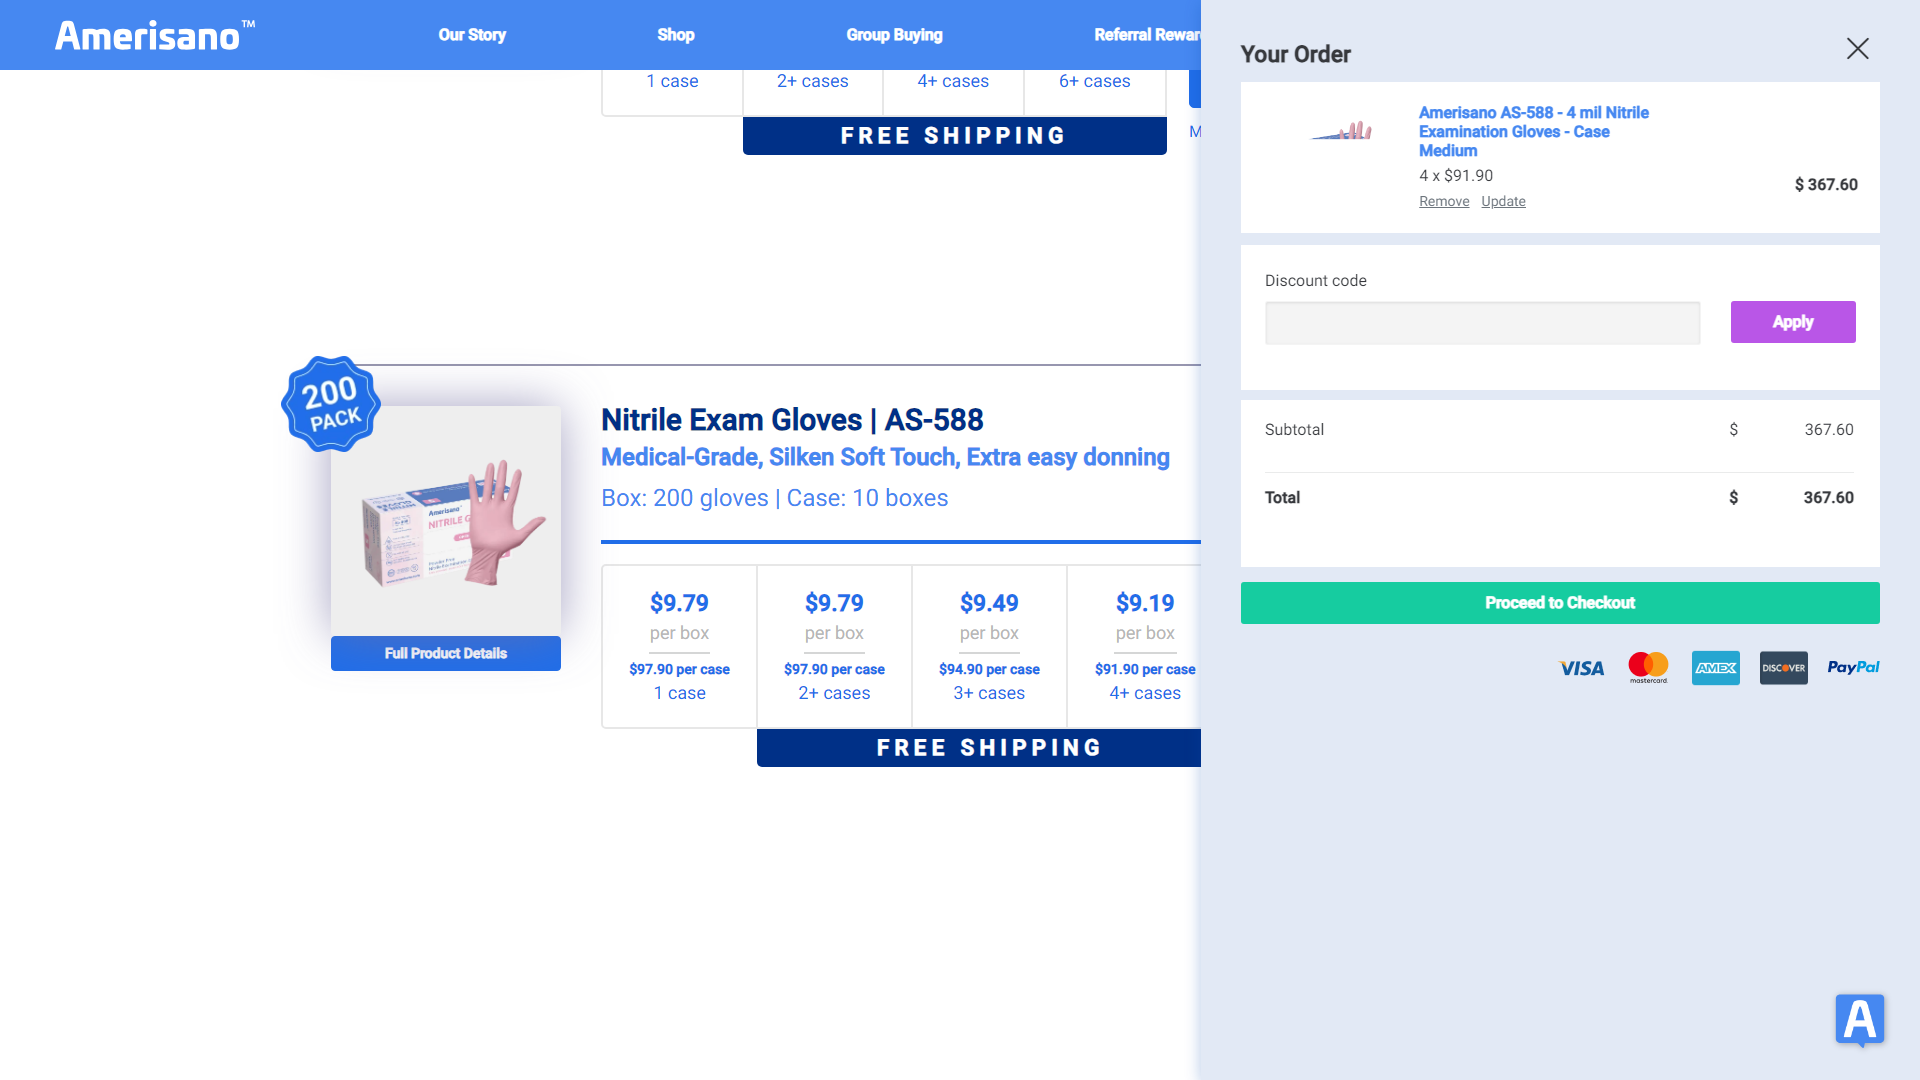 Amerisano™
Our Story
Shop
Group Buying
1 case
2+ cases
4+ cases
6+ cases
FREE SHIPPING
200
PACK
Amerisano
Full Product Details
Nitrile Exam Gloves | AS-588
Medical-Grade, Silken Soft Touch, Extra easy donning
Box: 200 gloves | Case: 10 boxes
$9.79
per box
$97.90 per case
1 case
$9.79
per box
$97.90 per case
2+ cases
$9.49
per box
$94.90 per case
3+ cases
$9.19
per box
$91.90 per case
4+ cases
FREE SHIPPING
Your Order
Amerisano AS-588 - 4 mil Nitrile
Examination Gloves - Case
Medium
4 x $91.90
$ 367.60
Remove Update
Discount code
Apply
Subtotal $ 367.60
Total $ 367.60
Proceed to Checkout
VISA
mastercard
AMEX
DISCOVER
PayPal
A